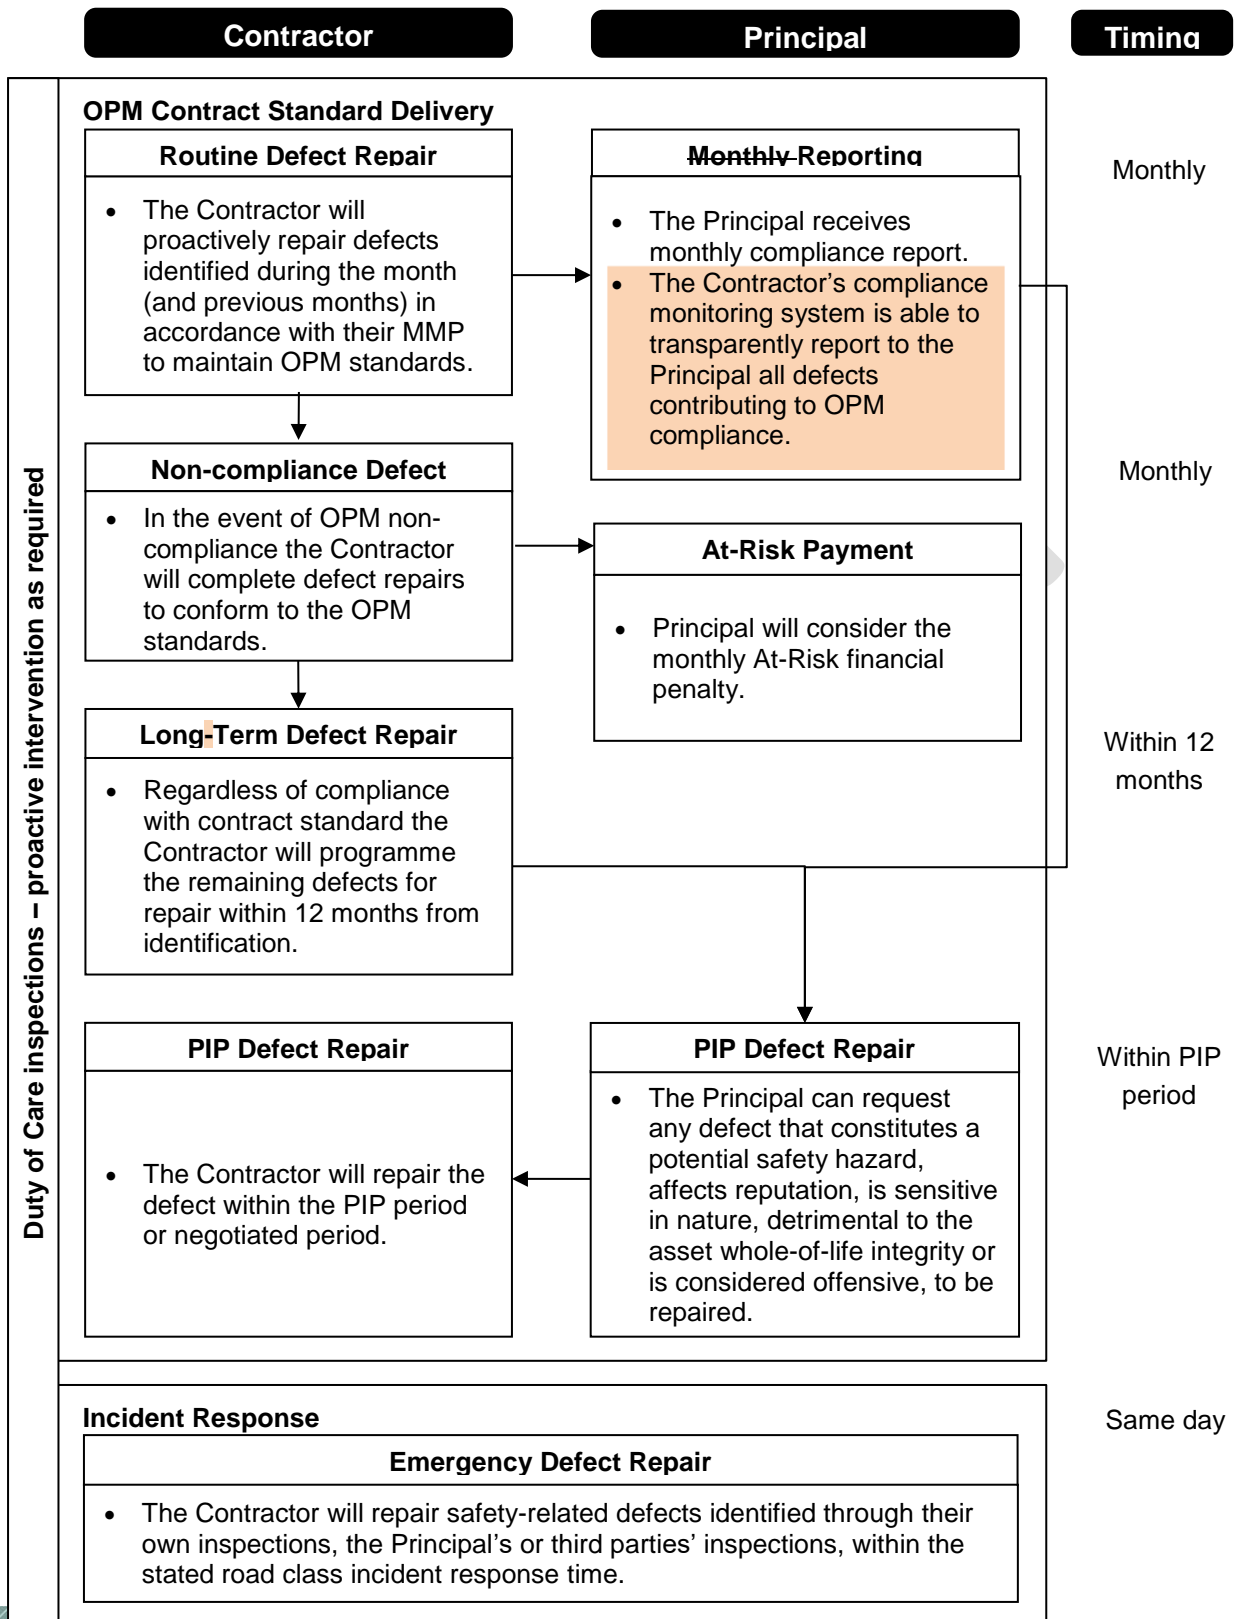 Contractor
Principal
Timing
Duty of Care inspections – proactive intervention as required
OPM Contract Standard Delivery
Routine Defect Repair
• The Contractor will
proactively repair defects
identified during the month
(and previous months) in
accordance with their MMP
to maintain OPM standards.
Monthly Reporting
• The Principal receives
monthly compliance report.
• The Contractor’s compliance
monitoring system is able to
transparently report to the
Principal all defects
contributing to OPM
compliance.
Monthly
Non-compliance Defect
• In the event of OPM non-
compliance the Contractor
will complete defect repairs
to conform to the OPM
standards.
At-Risk Payment
• Principal will consider the
monthly At-Risk financial
penalty.
Monthly
Long-Term Defect Repair
• Regardless of compliance
with contract standard the
Contractor will programme
the remaining defects for
repair within 12 months from
identification.
Within 12
months
PIP Defect Repair
• The Contractor will repair the
defect within the PIP period
or negotiated period.
PIP Defect Repair
• The Principal can request
any defect that constitutes a
potential safety hazard,
affects reputation, is sensitive
in nature, detrimental to the
asset whole-of-life integrity or
is considered offensive, to be
repaired.
Within PIP
period
Incident Response
Emergency Defect Repair
• The Contractor will repair safety-related defects identified through their
own inspections, the Principal’s or third parties’ inspections, within the
stated road class incident response time.
Same day